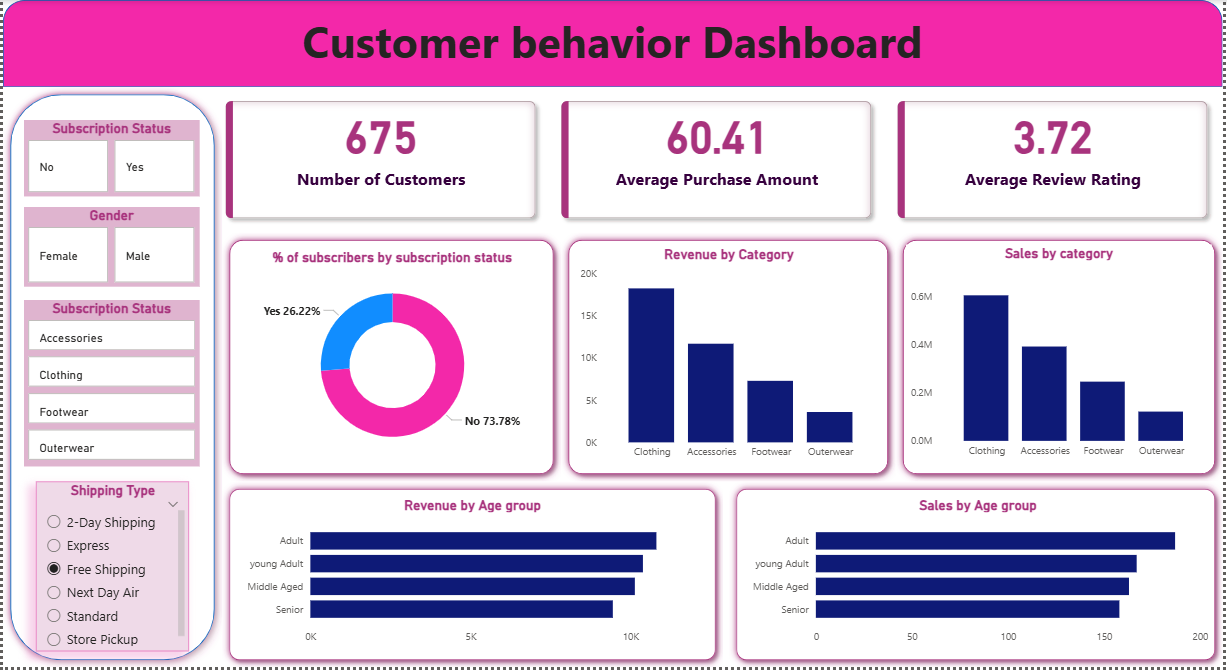 Customer behavior Dashboard
Subscription Status
No
Yes
Gender
Female
Male
Subscription Status
Accessories
Clothing
Footwear
Outerwear
Shipping Type
2-Day Shipping
Express
Free Shipping
Next Day Air
Standard
Store Pickup
675
Number of Customers
60.41
Average Purchase Amount
3.72
Average Review Rating
% of subscribers by subscription status
Yes 26.22%
No 73.78%
Revenue by Category
20K
15K
10K
5K
0K
Clothing Accessories Footwear Outerwear
Sales by category
0.6M
0.4M
0.2M
0.0M
Clothing Accessories Footwear Outerwear
Revenue by Age group
Adult
young Adult
Middle Aged
Senior
0K 5K 10K
Sales by Age group
Adult
young Adult
Middle Aged
Senior
0 50 100 150 200